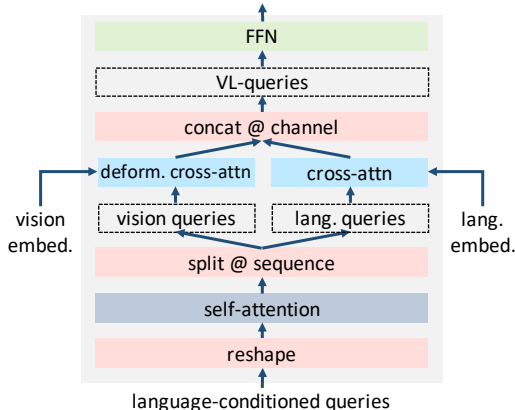 FFN
VL-queries
concat @ channel
deform. cross-attn
cross-attn
vision
embed.
vision queries
lang. queries
lang.
embed.
split @ sequence
self-attention
reshape
language-conditioned queries